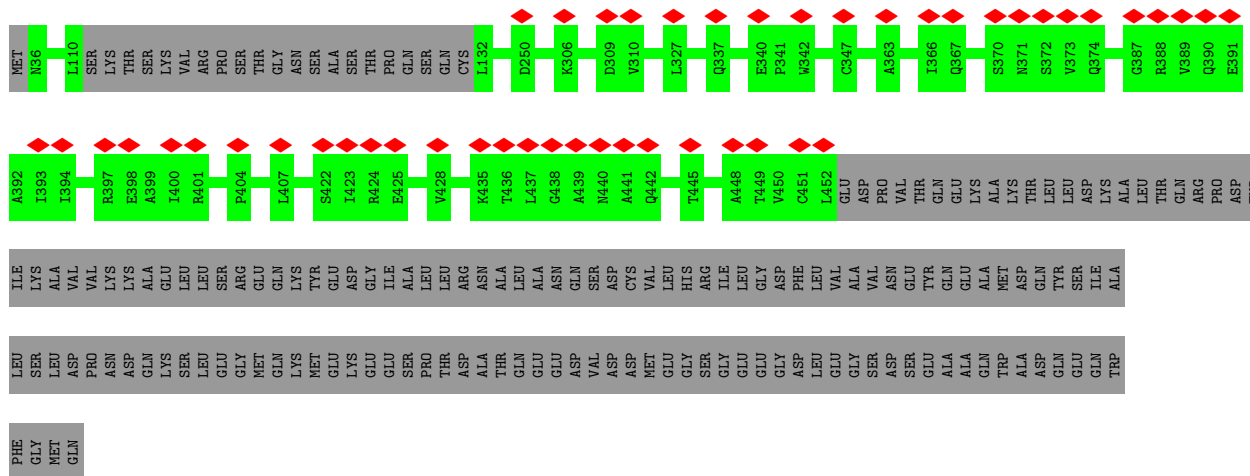 MET N36 L110 SER LYS THR SER LYS VAL ARG PRO SER THR GLY ASN SER ALA SER THR PRO GLN SER GLN CYS L132 D250 K306 D309 V310 L327 Q337 E340 P341 W342 C347 A363 I366 Q367 S370 N371 S372 V373 Q374 G387 R388 V389 Q390 E391
A392 I393 I394 R397 E398 A399 I400 R401 P404 L407 S422 I423 R424 E425 V428 K435 T436 L437 G438 A439 N440 A441 Q442 T445 A448 T449 V450 C451 L452 GLU ASP PRO VAL THR GLN GLU LYS ALA LYS THR LEU LEU ASP LYS ALA LEU THR GLN ARG PRO ASP
ILE LYS ALA VAL VAL LYS LYS ALA GLU LEU LEU SER ARG GLU GLN LYS TYR GLU ASP GLY ILE ALA LEU LEU ARG ASN ALA LEU ALA ASN GLN SER ASP CYS VAL LEU HIS ARG ILE LEU GLY ASP PHE LEU VAL ALA VAL ASN GLU TYR GLN GLU ALA MET ASP GLN TYR SER ILE ALA
LEU SER LEU ASP PRO ASN ASP GLN LYS SER LEU GLU GLY MET GLN LYS MET GLU LYS GLU GLU SER PRO THR ASP ALA THR GLN GLU GLU ASP VAL ASP ASP MET GLU GLY SER GLY GLU GLU GLY ASP LEU GLU GLY SER ASP SER GLU ALA ALA GLN TRP ALA ASP GLN GLU GLN TRP
PHE GLY MET GLN